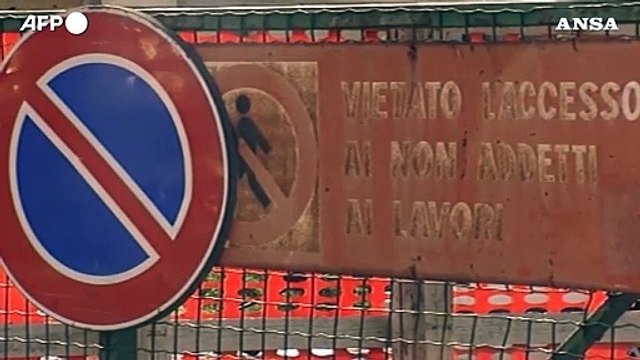 AFP
ANSA
VIETATO L'ACCESSO
AI NON ADDETTI
AI LAVORI